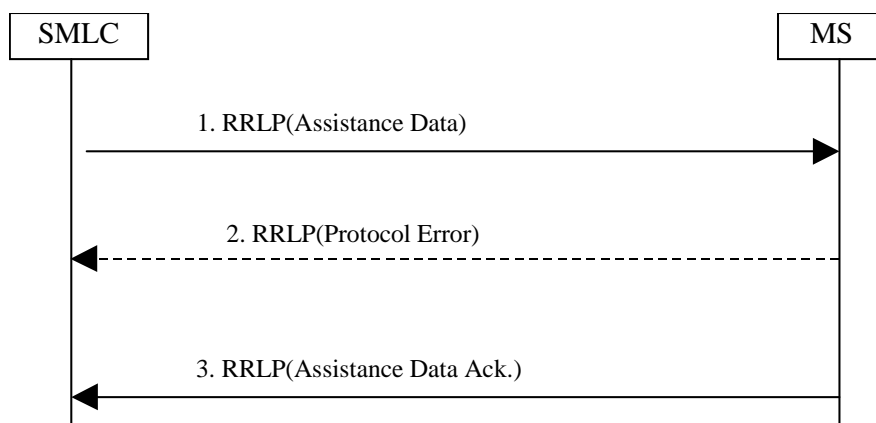 SMLC
MS
1. RRLP(Assistance Data)
2. RRLP(Protocol Error)
3. RRLP(Assistance Data Ack.)